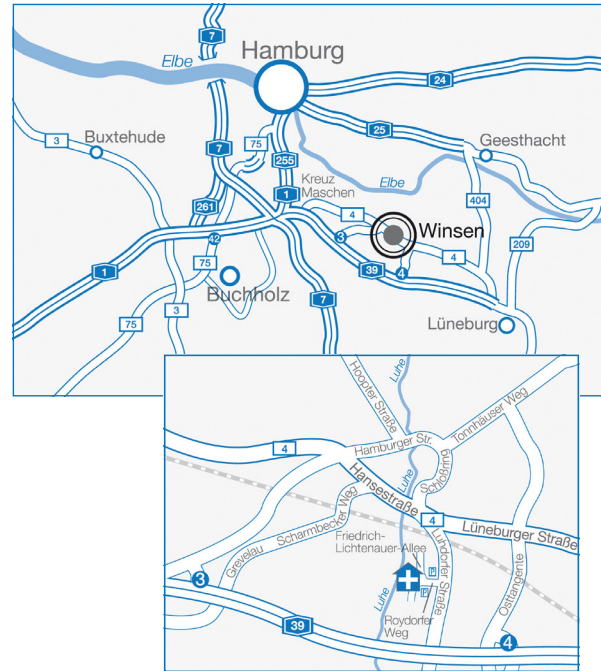 7
Hamburg
Elbe
24
3
Buxtehude
7
75
25
Geesthacht
255
Kreuz
Maschen
Elbe
1
404
261
4
Winsen
42
3
4
209
75
1
39
4
Buchholz
7
3
75
Lüneburg
Luhe
Hoopter Straße
Tonnhäuser Weg
Hamburger Str.
4
Luhe
Schloßring
Hansestraße
Scharmbecker Weg
4
Lüneburger Straße
Friedrich-
Lichtenauer-Allee
Grevelau
Luhdorfer Straße
3
P
P
Luhe
Osttangente
Roydorfer
Weg
39
4